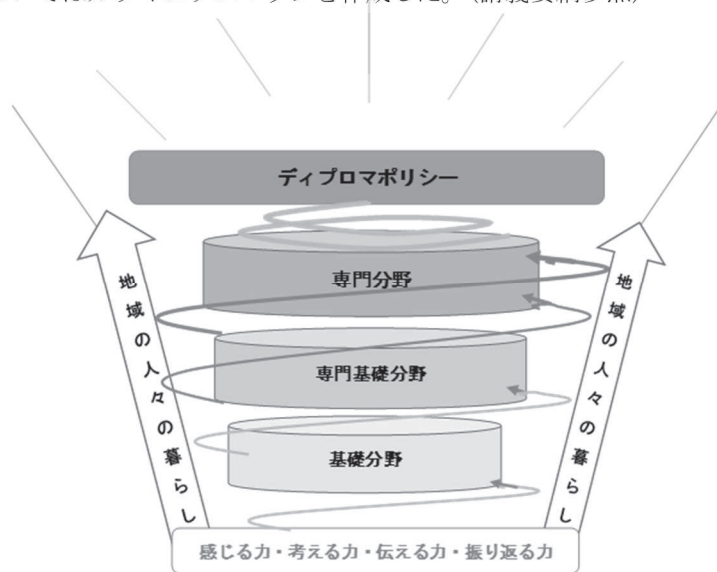 ディプロマポリシー
専門分野
専門基礎分野
基礎分野
地域の人々の暮らし
地域の人々の暮らし
感じる力・考える力・伝える力・振り返る力